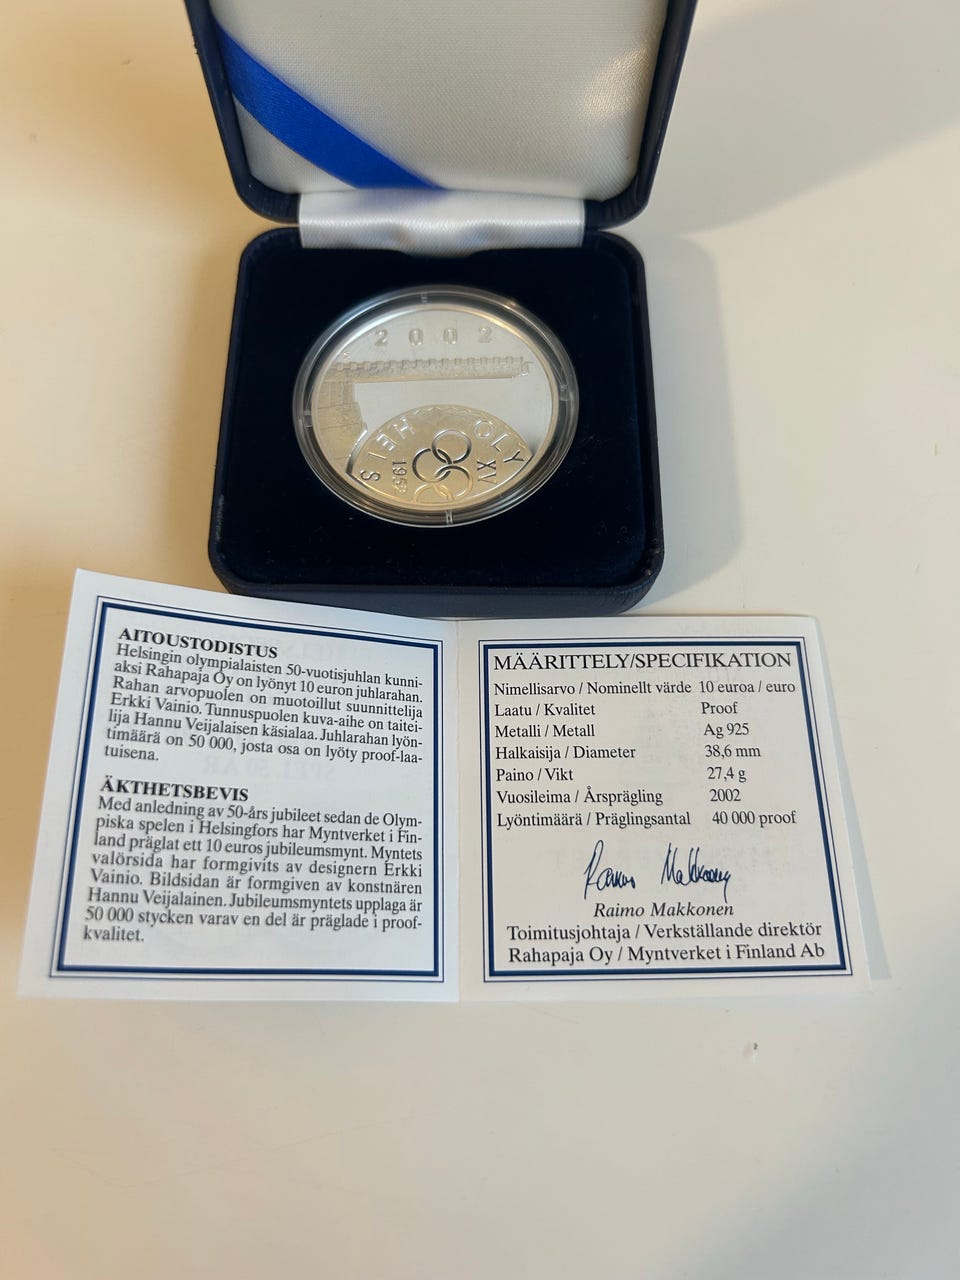 2002
HELS
1952
OLY
XV
AITOUSTODISTUS
Helsingin olympialaisten 50-vuotisjuhlan kunni-
aksi Rahapaja Oy on lyönyt 10 euron juhlarahan.
Rahan arvopuolen on muotoillut suunnittelija
Erkki Vainio. Tunnuspuolen kuva-aihe on taitei-
lija Hannu Veijalaisen käsialaa. Juhlarahan lyön-
timäärä on 50 000, josta osa on lyöty proof-laa-
tuisena.
ÄKTHETSBEVIS
Med anledning av 50-års jubileet sedan de Olym-
piska spelen i Helsingfors har Myntverket i Fin-
land präglat ett 10 euros jubileumsmynt. Myntets
valörsida har formgivits av designern Erkki
Vainio. Bildsidan är formgiven av konstnären
Hannu Veijalainen. Jubileumsmyntets upplaga är
50 000 stycken varav en del är präglade i proof-
kvalitet.
MÄÄRITTELY/SPECIFIKATION
Nimellisarvo / Nominellt värde 10 euroa / euro
Laatu / Kvalitet Proof
Metalli / Metall Ag 925
Halkaisija / Diameter 38,6 mm
Paino / Vikt 27,4 g
Vuosileima / Årsprägling 2002
Lyöntimäärä / Präglingsantal 40 000 proof
Raimo Makkonen
Raimo Makkonen
Toimitusjohtaja / Verkställande direktör
Rahapaja Oy / Myntverket i Finland Ab